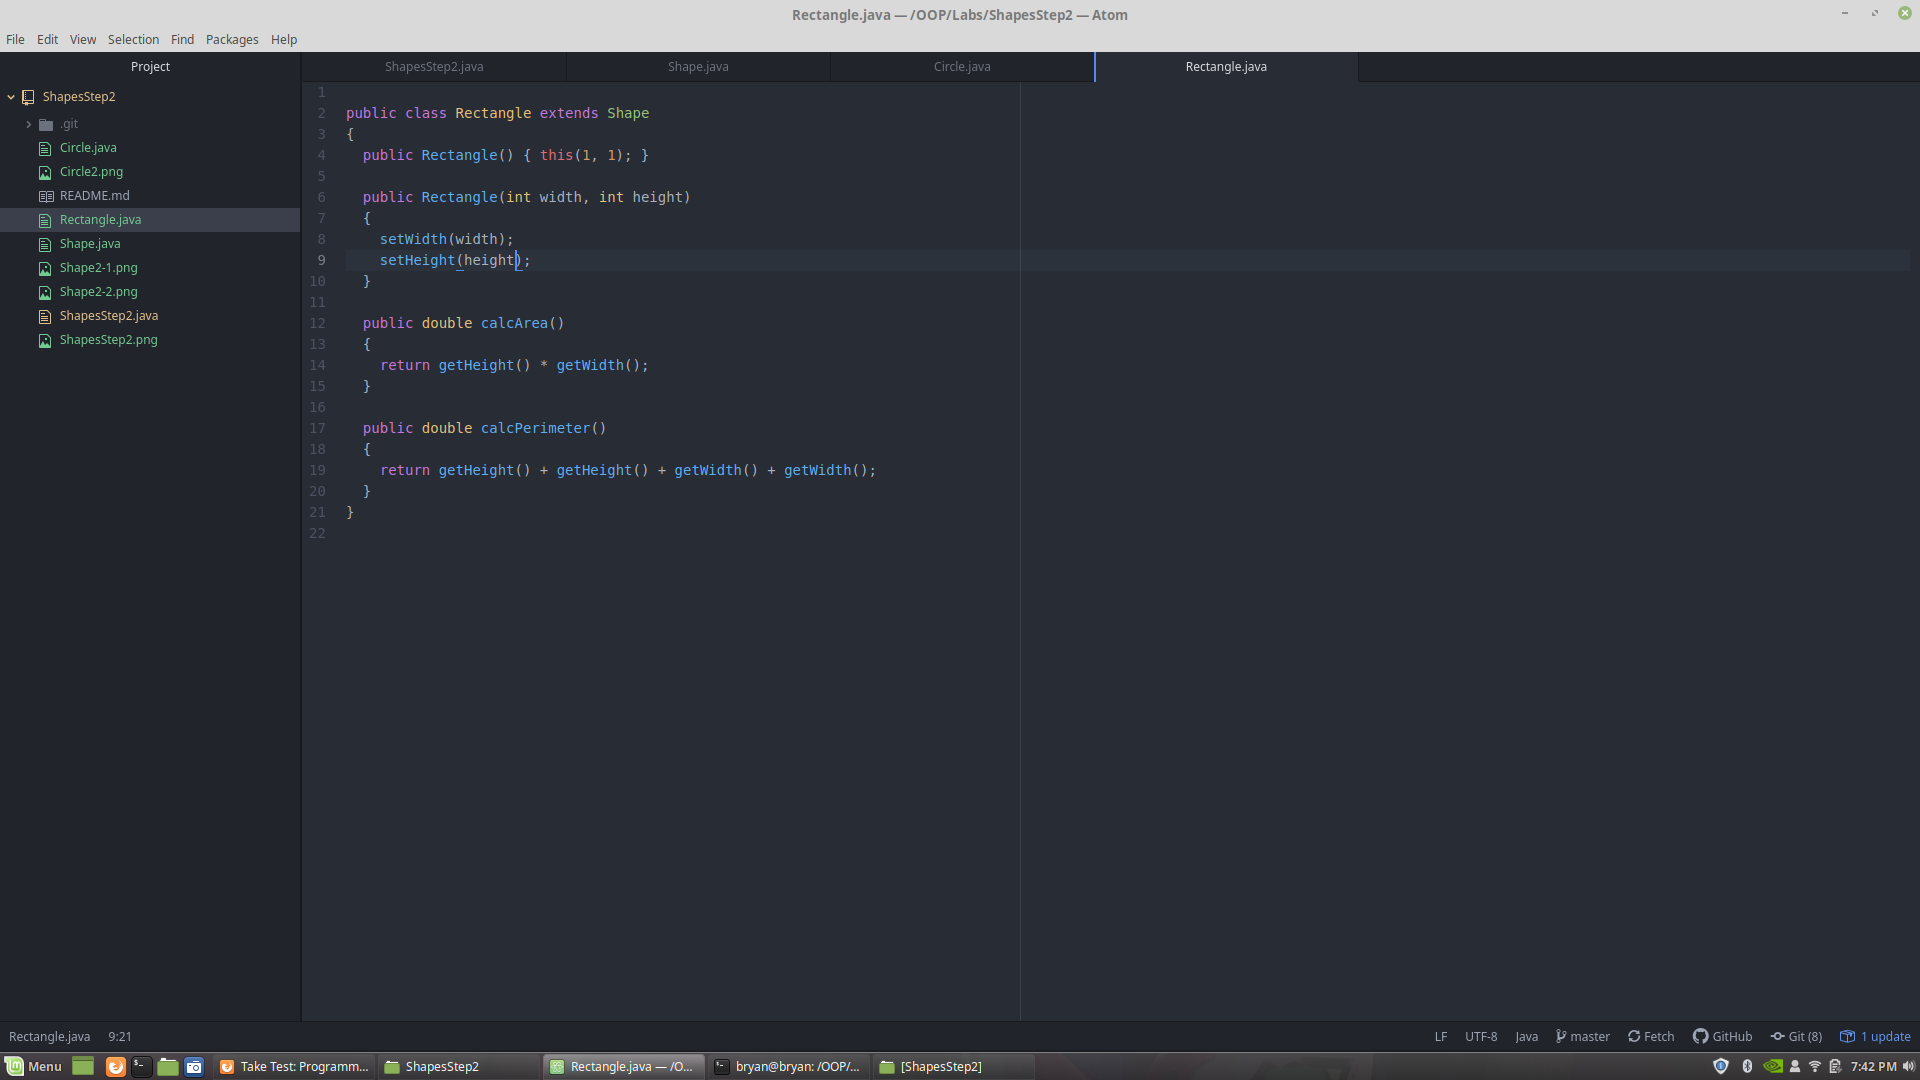 Rectangle.java — /OOP/Labs/ShapesStep2 — Atom
File Edit View Selection Find Packages Help
Project
ShapesStep2.java Shape.java Circle.java Rectangle.java
ShapesStep2
.git
Circle.java
Circle2.png
README.md
Rectangle.java
Shape.java
Shape2-1.png
Shape2-2.png
ShapesStep2.java
ShapesStep2.png
1
2 public class Rectangle extends Shape
3 {
4   public Rectangle() { this(1, 1); }
5
6   public Rectangle(int width, int height)
7   {
8     setWidth(width);
9     setHeight(height);
10   }
11
12   public double calcArea()
13   {
14     return getHeight() * getWidth();
15   }
16
17   public double calcPerimeter()
18   {
19     return getHeight() + getHeight() + getWidth() + getWidth();
20   }
21 }
22
Rectangle.java 9:21 LF UTF-8 Java master Fetch GitHub Git (8) 1 update
Menu Take Test: Programm... ShapesStep2 Rectangle.java — /O... bryan@bryan: /OOP/... [ShapesStep2] 7:42 PM